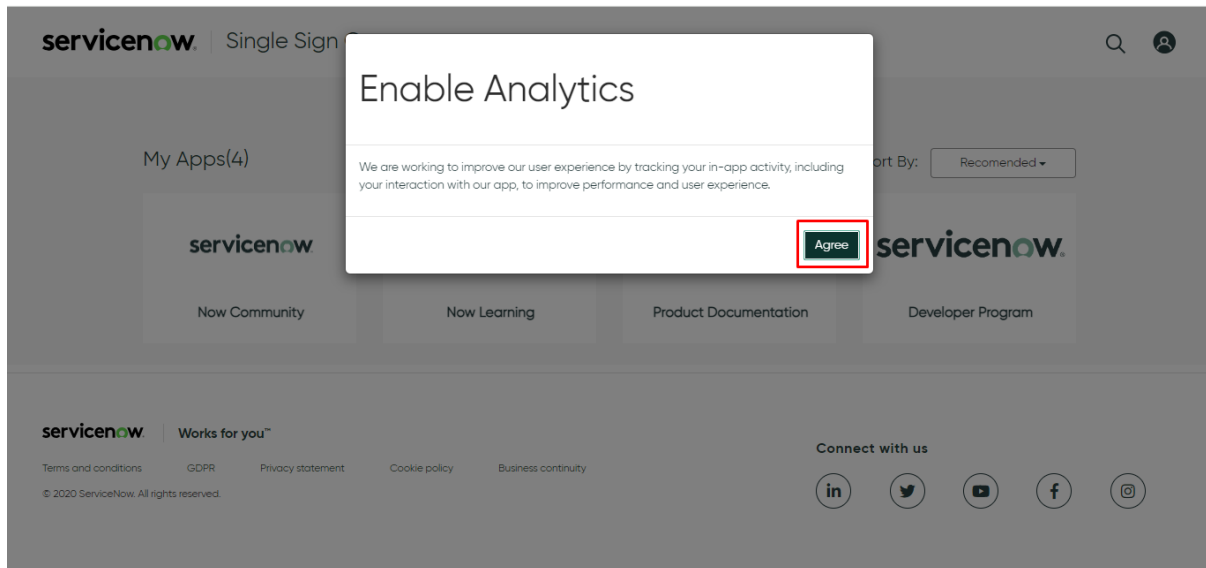 servicenow. Single Sign
Enable Analytics
We are working to improve our user experience by tracking your in-app activity, including
your interaction with our app, to improve performance and user experience.
Agree
My Apps(4)
ort By: Recomended
servicenow.
servicenow.
Now Community
Now Learning
Product Documentation
Developer Program
servicenow. Works for you™
Terms and conditions GDPR Privacy statement Cookie policy Business continuity
© 2020 ServiceNow. All rights reserved.
Connect with us
in
f